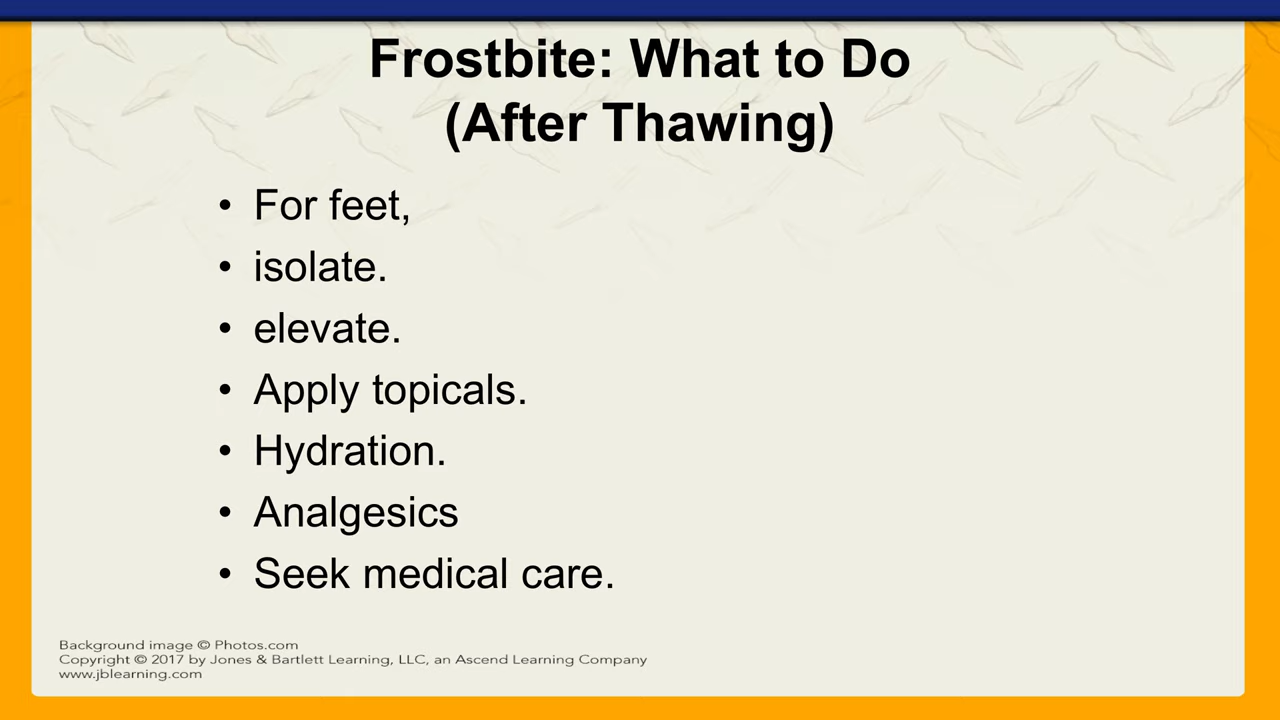 Frostbite: What to Do
(After Thawing)
• For feet,
• isolate.
• elevate.
• Apply topicals.
• Hydration.
• Analgesics
• Seek medical care.
Background image © Photos.com
Copyright © 2017 by Jones & Bartlett Learning, LLC, an Ascend Learning Company
www.jblearning.com